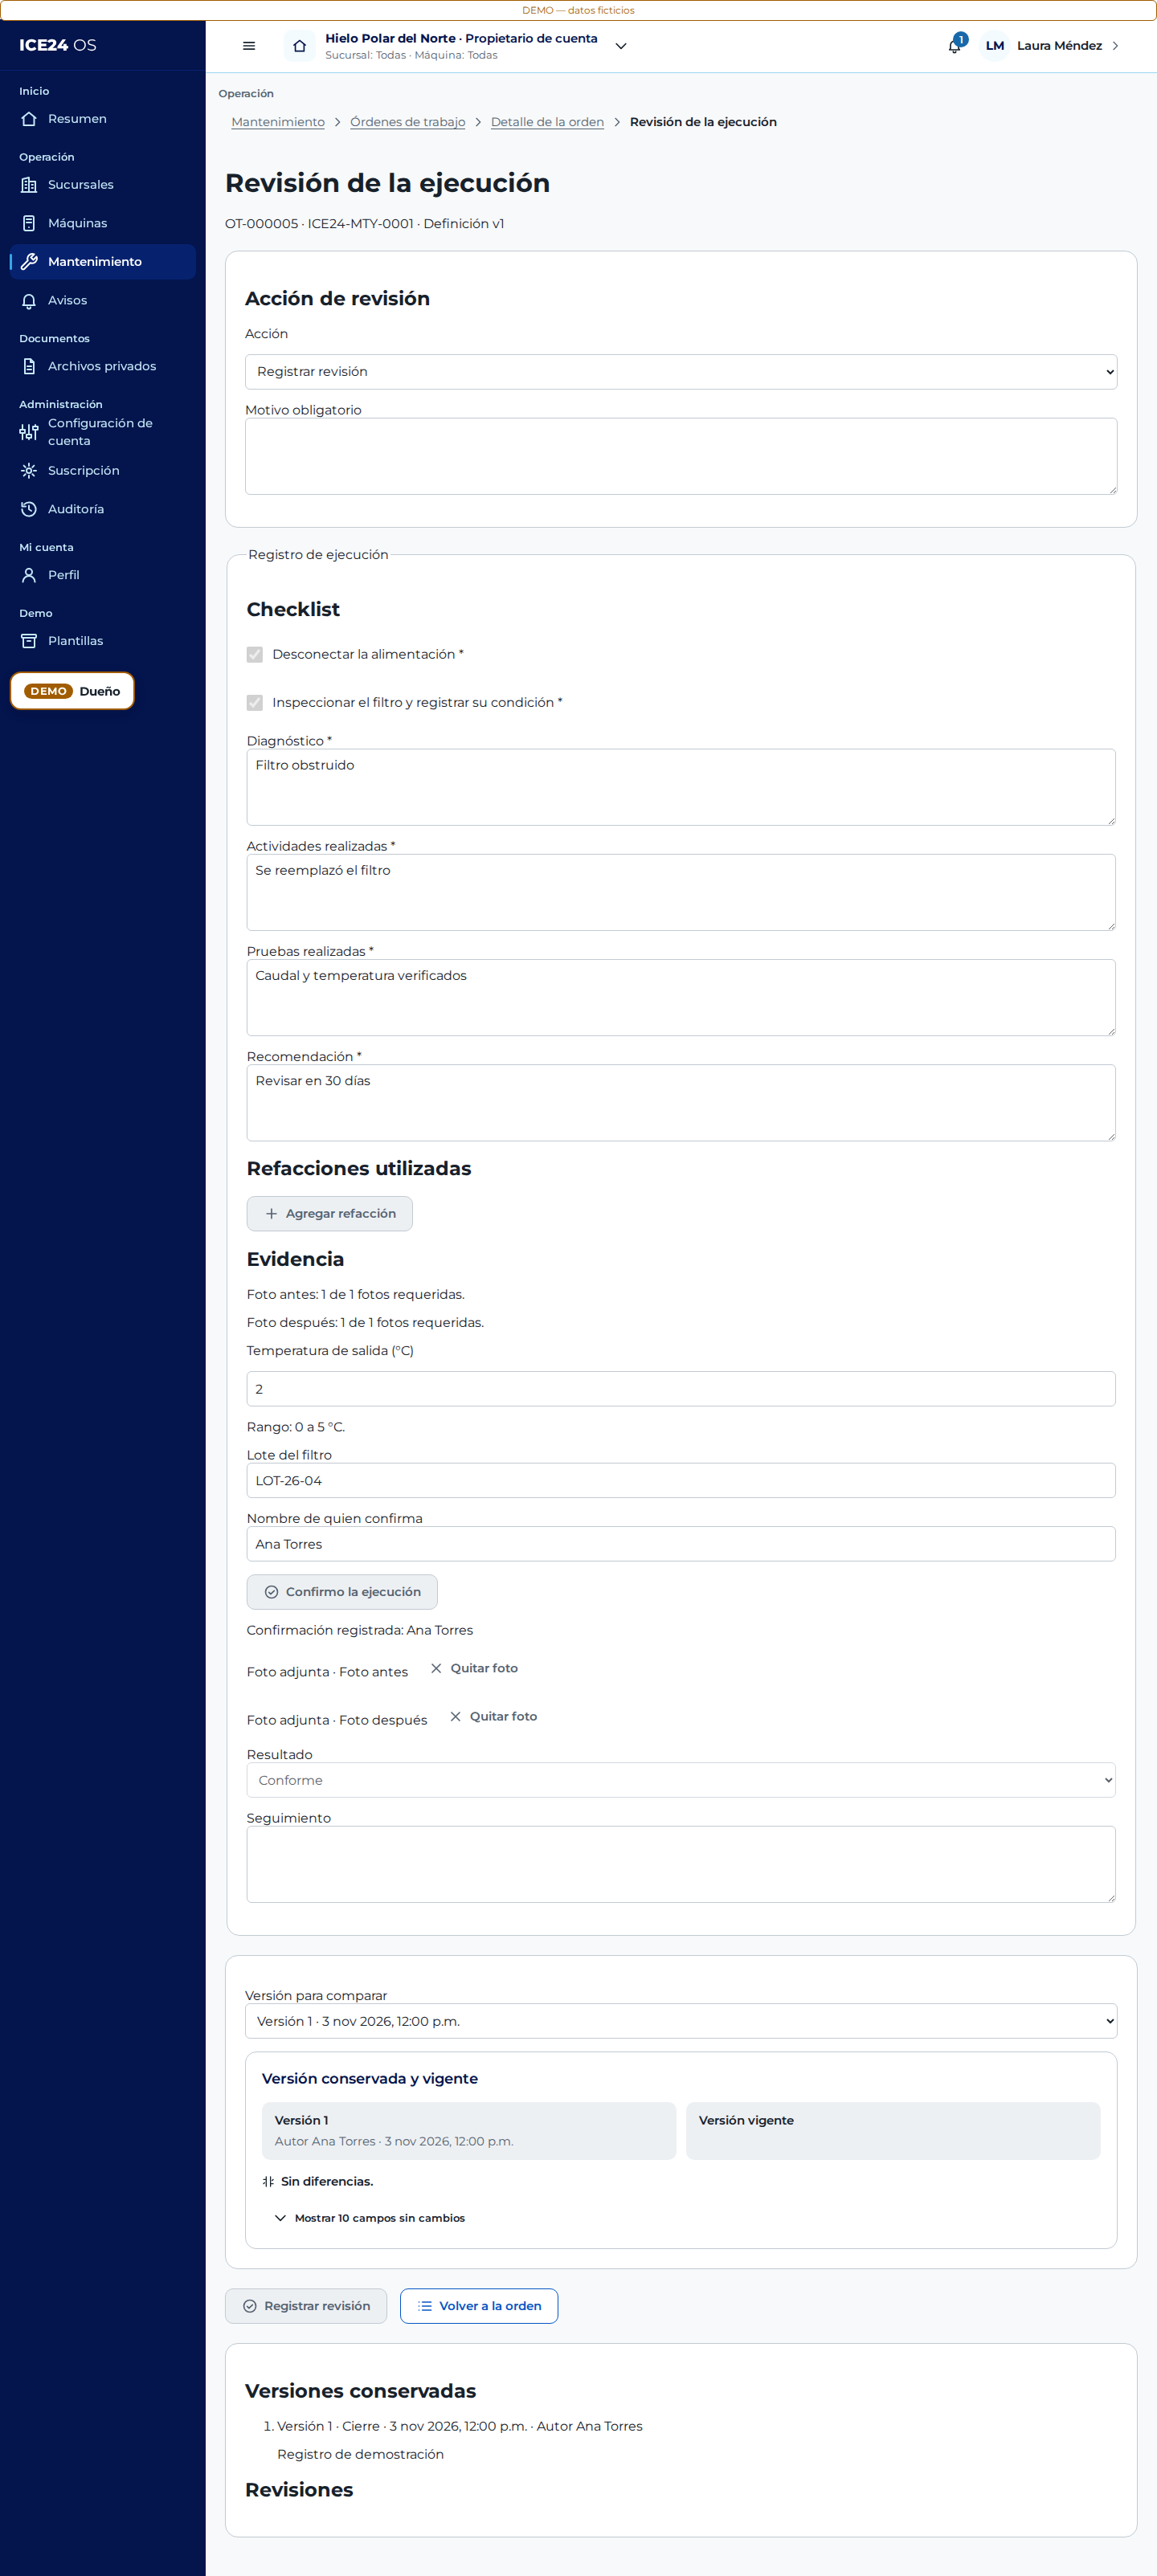 DEMO — datos ficticios
ICE24 OS
Inicio
Resumen
Operación
Sucursales
Máquinas
Mantenimiento
Avisos
Documentos
Archivos privados
Administración
Configuración de
cuenta
Suscripción
Auditoría
Mi cuenta
Perfil
Demo
Plantillas
DEMO Dueño
Hielo Polar del Norte · Propietario de cuenta
Sucursal: Todas · Máquina: Todas
1
LM Laura Méndez
Operación
Mantenimiento Órdenes de trabajo Detalle de la orden Revisión de la ejecución
Revisión de la ejecución
OT-000005 · ICE24-MTY-0001 · Definición v1
Acción de revisión
Acción
Registrar revisión
Motivo obligatorio
Registro de ejecución
Checklist
Desconectar la alimentación *
Inspeccionar el filtro y registrar su condición *
Diagnóstico *
Filtro obstruido
Actividades realizadas *
Se reemplazó el filtro
Pruebas realizadas *
Caudal y temperatura verificados
Recomendación *
Revisar en 30 días
Refacciones utilizadas
Agregar refacción
Evidencia
Foto antes: 1 de 1 fotos requeridas.
Foto después: 1 de 1 fotos requeridas.
Temperatura de salida (°C)
2
Rango: 0 a 5 °C.
Lote del filtro
LOT-26-04
Nombre de quien confirma
Ana Torres
Confirmo la ejecución
Confirmación registrada: Ana Torres
Foto adjunta · Foto antes Quitar foto
Foto adjunta · Foto después Quitar foto
Resultado
Conforme
Seguimiento
Versión para comparar
Versión 1 · 3 nov 2026, 12:00 p.m.
Versión conservada y vigente
Versión 1
Autor Ana Torres · 3 nov 2026, 12:00 p.m.
Versión vigente
Sin diferencias.
Mostrar 10 campos sin cambios
Registrar revisión Volver a la orden
Versiones conservadas
1. Versión 1 · Cierre · 3 nov 2026, 12:00 p.m. · Autor Ana Torres
Registro de demostración
Revisiones